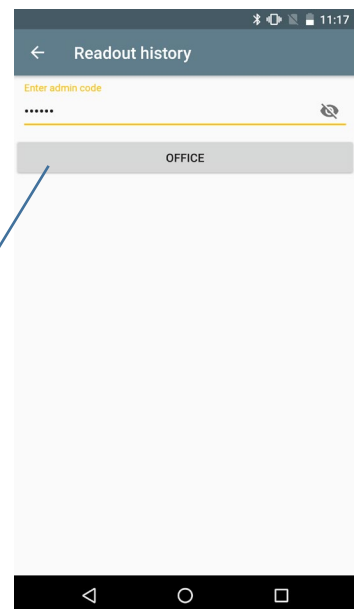 11:17
Readout history
Enter admin code
••••••
OFFICE